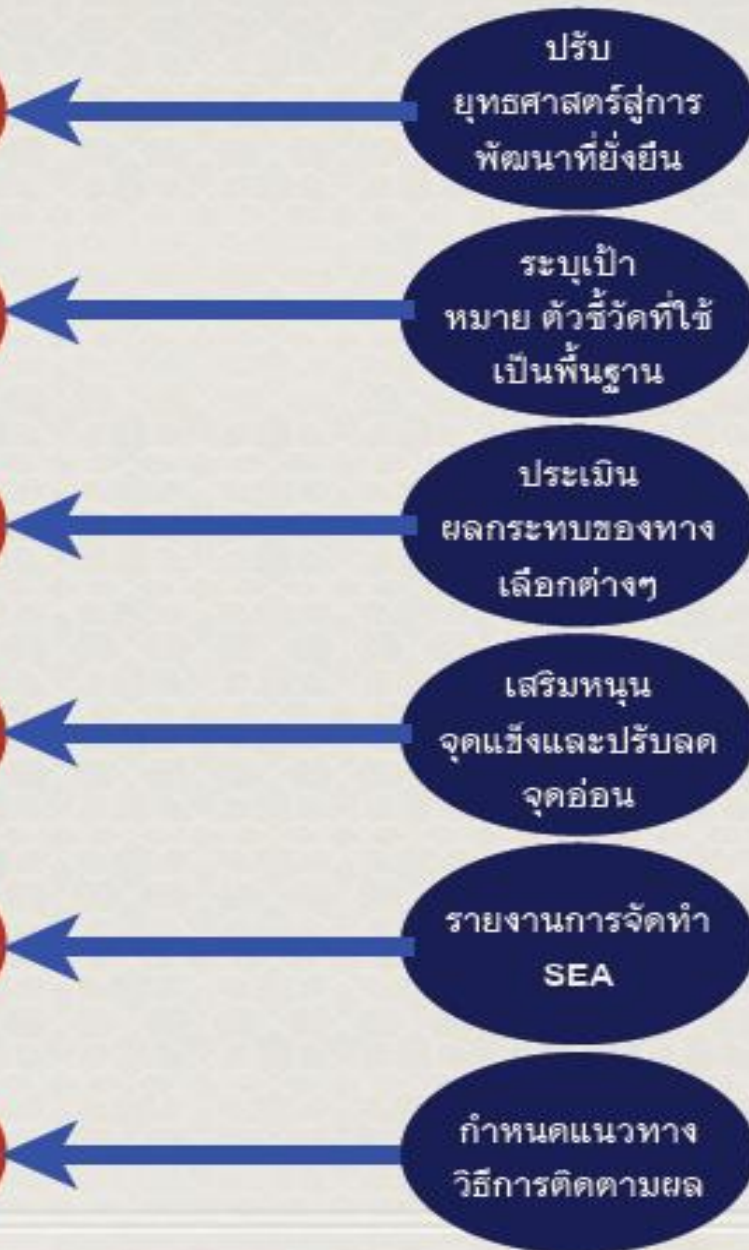 ปรับ
ยุทธศาสตร์สู่การ
พัฒนาที่ยั่งยืน
ระบุเป้า
หมาย ตัวชี้วัดที่ใช้
เป็นพื้นฐาน
ประเมิน
ผลกระทบของทาง
เลือกต่างๆ
เสริมหนุน
จุดแข็งและปรับลด
จุดอ่อน
รายงานการจัดทำ
SEA
กำหนดแนวทาง
วิธีการติดตามผล